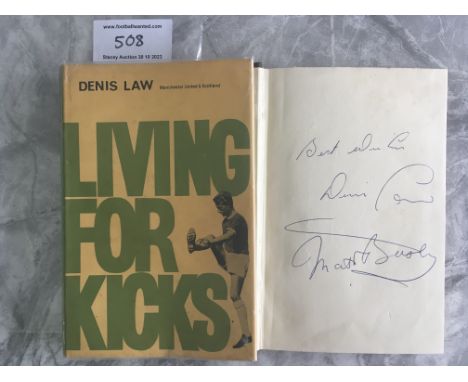 www.footballwanted.com
508
Stacey Auction 28 10 2021
DENIS LAW Manchester United & Scotland
LIVING
FOR
KICKS
Best Wishes
Denis Law
Matt Busby